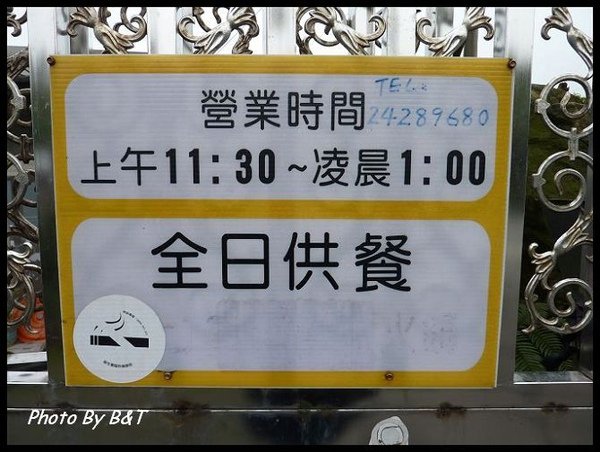 營業時間 TEL:
24289680
上午11:30~凌晨1:00
全日供餐
Photo By B&T